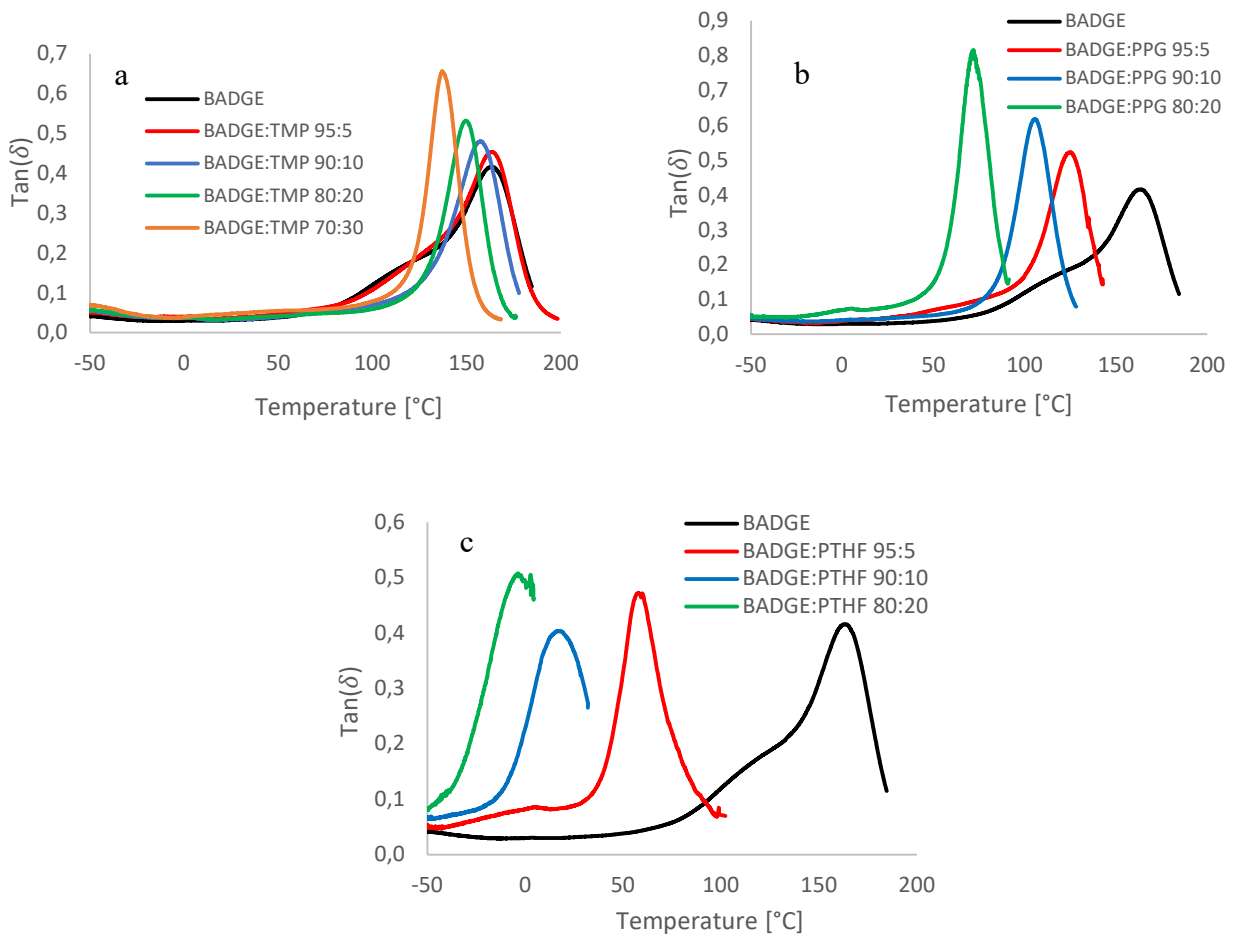 a
0,7
0,6
0,5
0,4
0,3
0,2
0,1
0,0
Tan(δ)
-50 0 50 100 150 200
Temperature [°C]
BADGE
BADGE:TMP 95:5
BADGE:TMP 90:10
BADGE:TMP 80:20
BADGE:TMP 70:30
b
0,9
0,8
0,7
0,6
0,5
0,4
0,3
0,2
0,1
0,0
Tan(δ)
-50 0 50 100 150 200
Temperature [°C]
BADGE
BADGE:PPG 95:5
BADGE:PPG 90:10
BADGE:PPG 80:20
c
0,6
0,5
0,4
0,3
0,2
0,1
0,0
Tan(δ)
-50 0 50 100 150 200
Temperature [°C]
BADGE
BADGE:PTHF 95:5
BADGE:PTHF 90:10
BADGE:PTHF 80:20